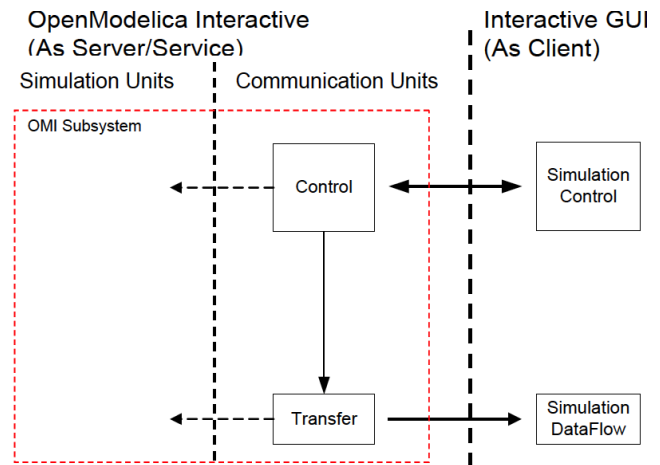 OpenModelica Interactive
(As Server/Service)
Interactive GUI
(As Client)
Simulation Units
Communication Units
OMI Subsystem
Control
Simulation
Control
Transfer
Simulation
DataFlow